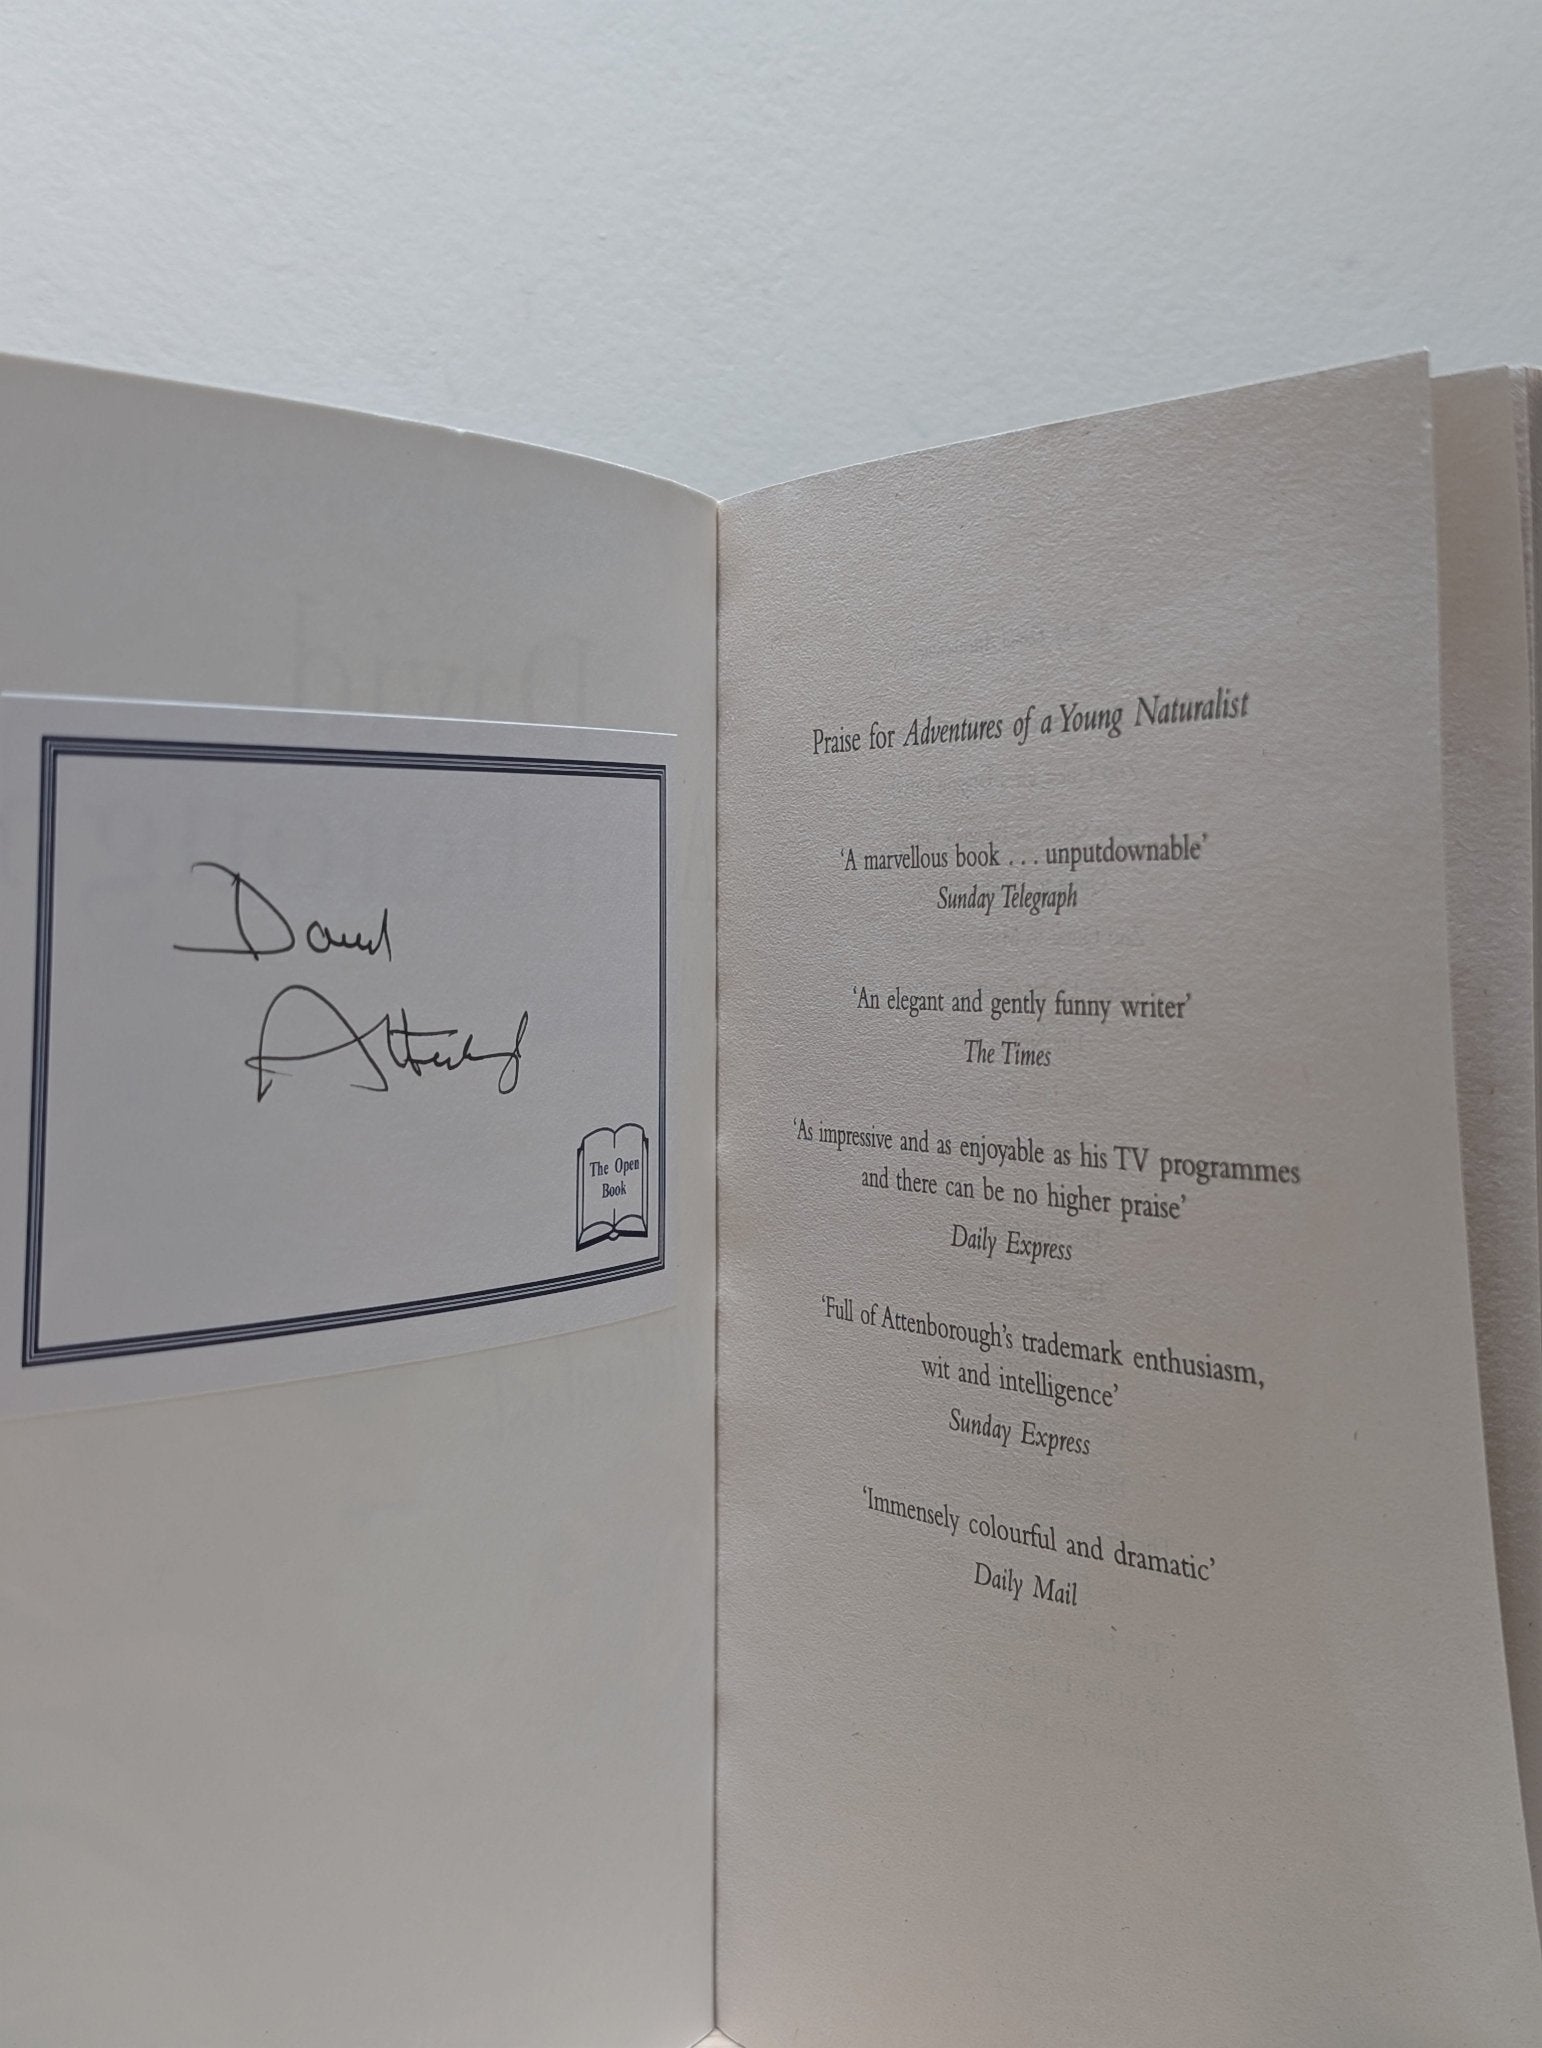 David
Attenborough
The Open
Book
Praise for Adventures of a Young Naturalist
‘A marvellous book . . . unputdownable’
Sunday Telegraph
‘An elegant and gently funny writer’
The Times
‘As impressive and as enjoyable as his TV programmes
and there can be no higher praise’
Daily Express
‘Full of Attenborough’s trademark enthusiasm,
wit and intelligence’
Sunday Express
‘Immensely colourful and dramatic’
Daily Mail